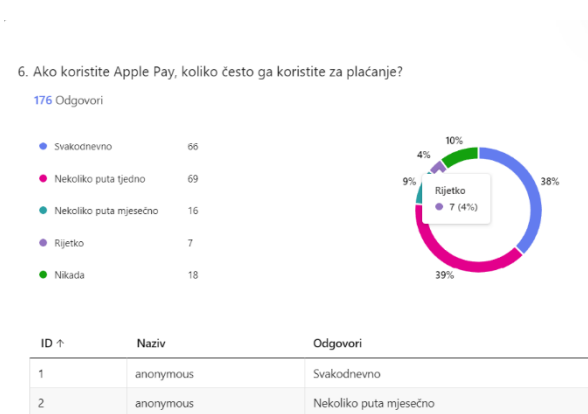 6. Ako koristite Apple Pay, koliko često ga koristite za plaćanje?
176 Odgovori
Svakodnevno 66
Nekoliko puta tjedno 69
Nekoliko puta mjesečno 16
Rijetko 7
Nikada 18
10%
4%
9%
38%
Rijetko
7 (4%)
39%
ID ↑ Naziv Odgovori
1 anonymous Svakodnevno
2 anonymous Nekoliko puta mjesečno